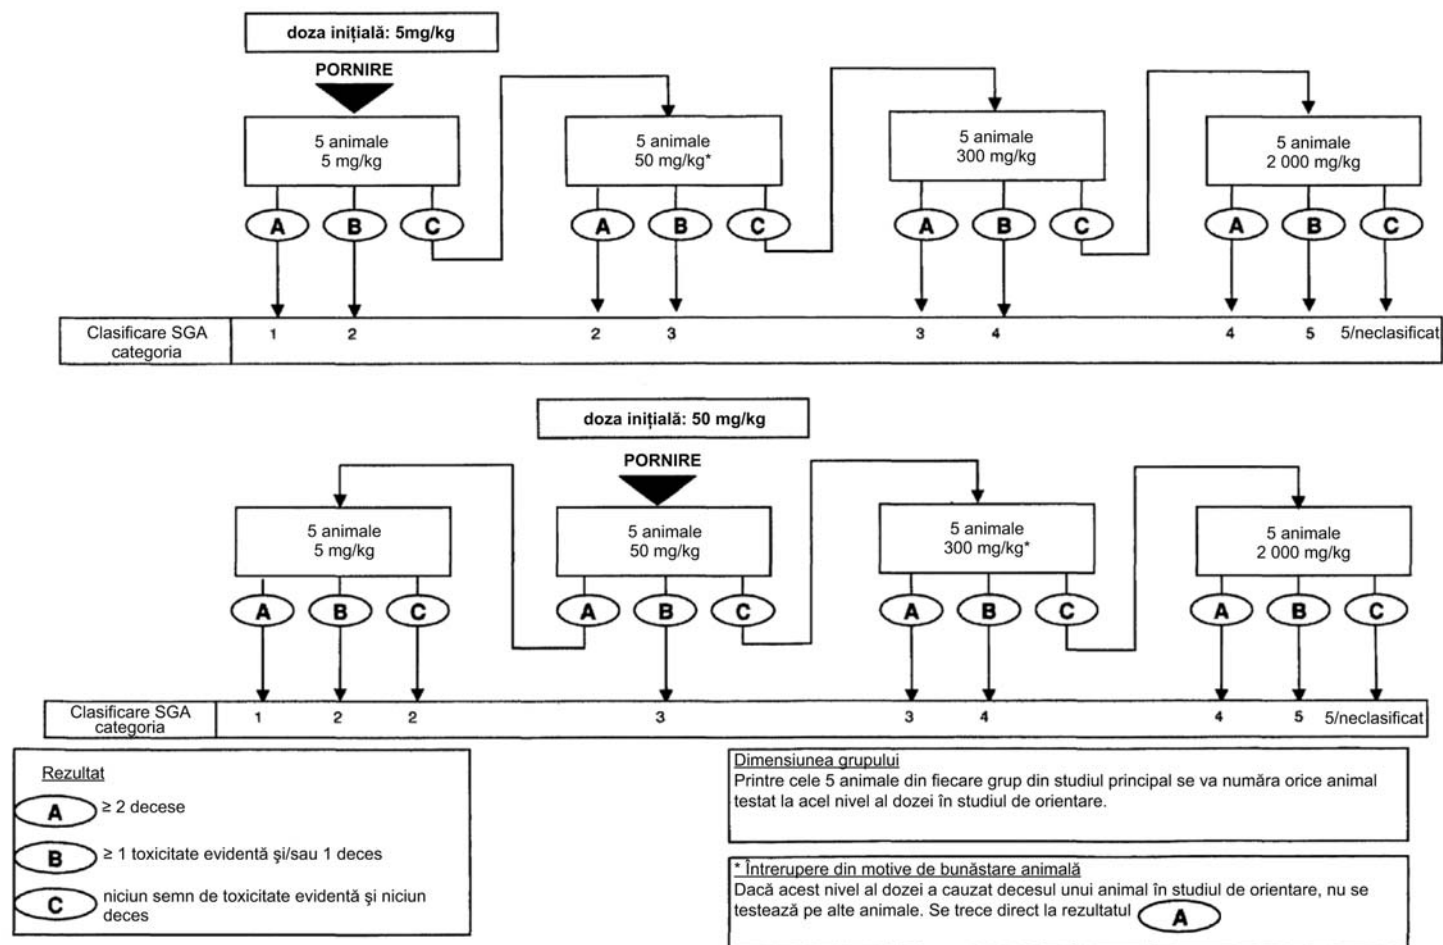 doza inițială: 5mg/kg
PORNIRE
5 animale
5 mg/kg
5 animale
50 mg/kg*
5 animale
300 mg/kg
5 animale
2 000 mg/kg
A B C A B C A B C A B C
Clasificare SGA
categoria
1 2 2 3 3 4 4 5 5/neclasificat
doza inițială: 50 mg/kg
PORNIRE
5 animale
5 mg/kg
5 animale
50 mg/kg
5 animale
300 mg/kg*
5 animale
2 000 mg/kg
A B C A B C A B C A B C
Clasificare SGA
categoria
1 2 2 3 3 4 4 5 5/neclasificat
Rezultat
A ≥ 2 decese
B ≥ 1 toxicitate evidentă şi/sau 1 deces
C niciun semn de toxicitate evidentă şi niciun
deces
Dimensiunea grupului
Printre cele 5 animale din fiecare grup din studiul principal se va număra orice animal
testat la acel nivel al dozei în studiul de orientare.
* Întrerupere din motive de bunăstare animală
Dacă acest nivel al dozei a cauzat decesul unui animal în studiul de orientare, nu se
testează pe alte animale. Se trece direct la rezultatul A